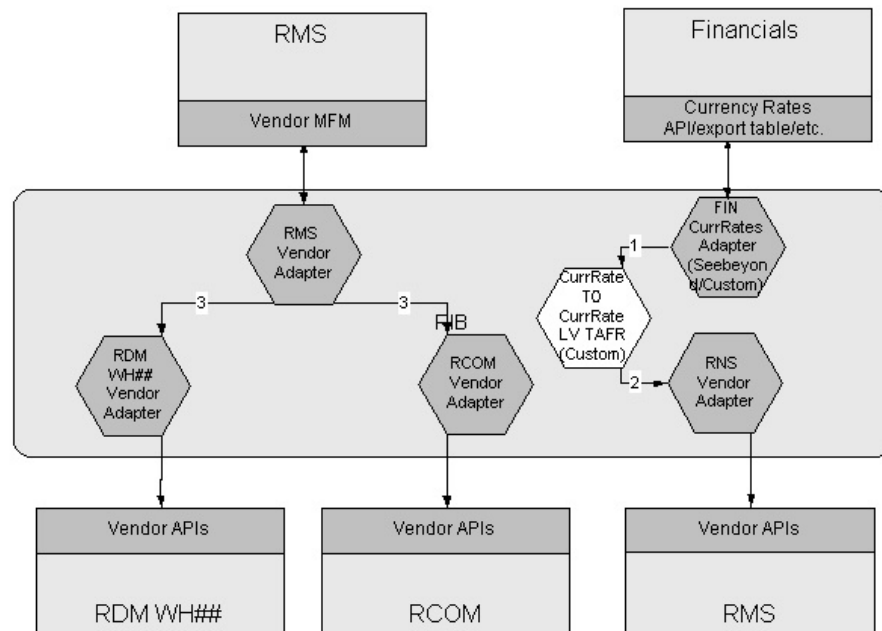 RMS
Vendor MFM
Financials
Currency Rates
API/export table/etc.
RMS
Vendor
Adapter
FIN
CurrRates
Adapter
(Seebeyon
d/Custom)
1
CurrRate
TO
CurrRate
LV TAFR
(Custom)
2
3
3
RIB
RDM
WH##
Vendor
Adapter
RCOM
Vendor
Adapter
RNS
Vendor
Adapter
Vendor APIs
RDM WH##
Vendor APIs
RCOM
Vendor APIs
RMS